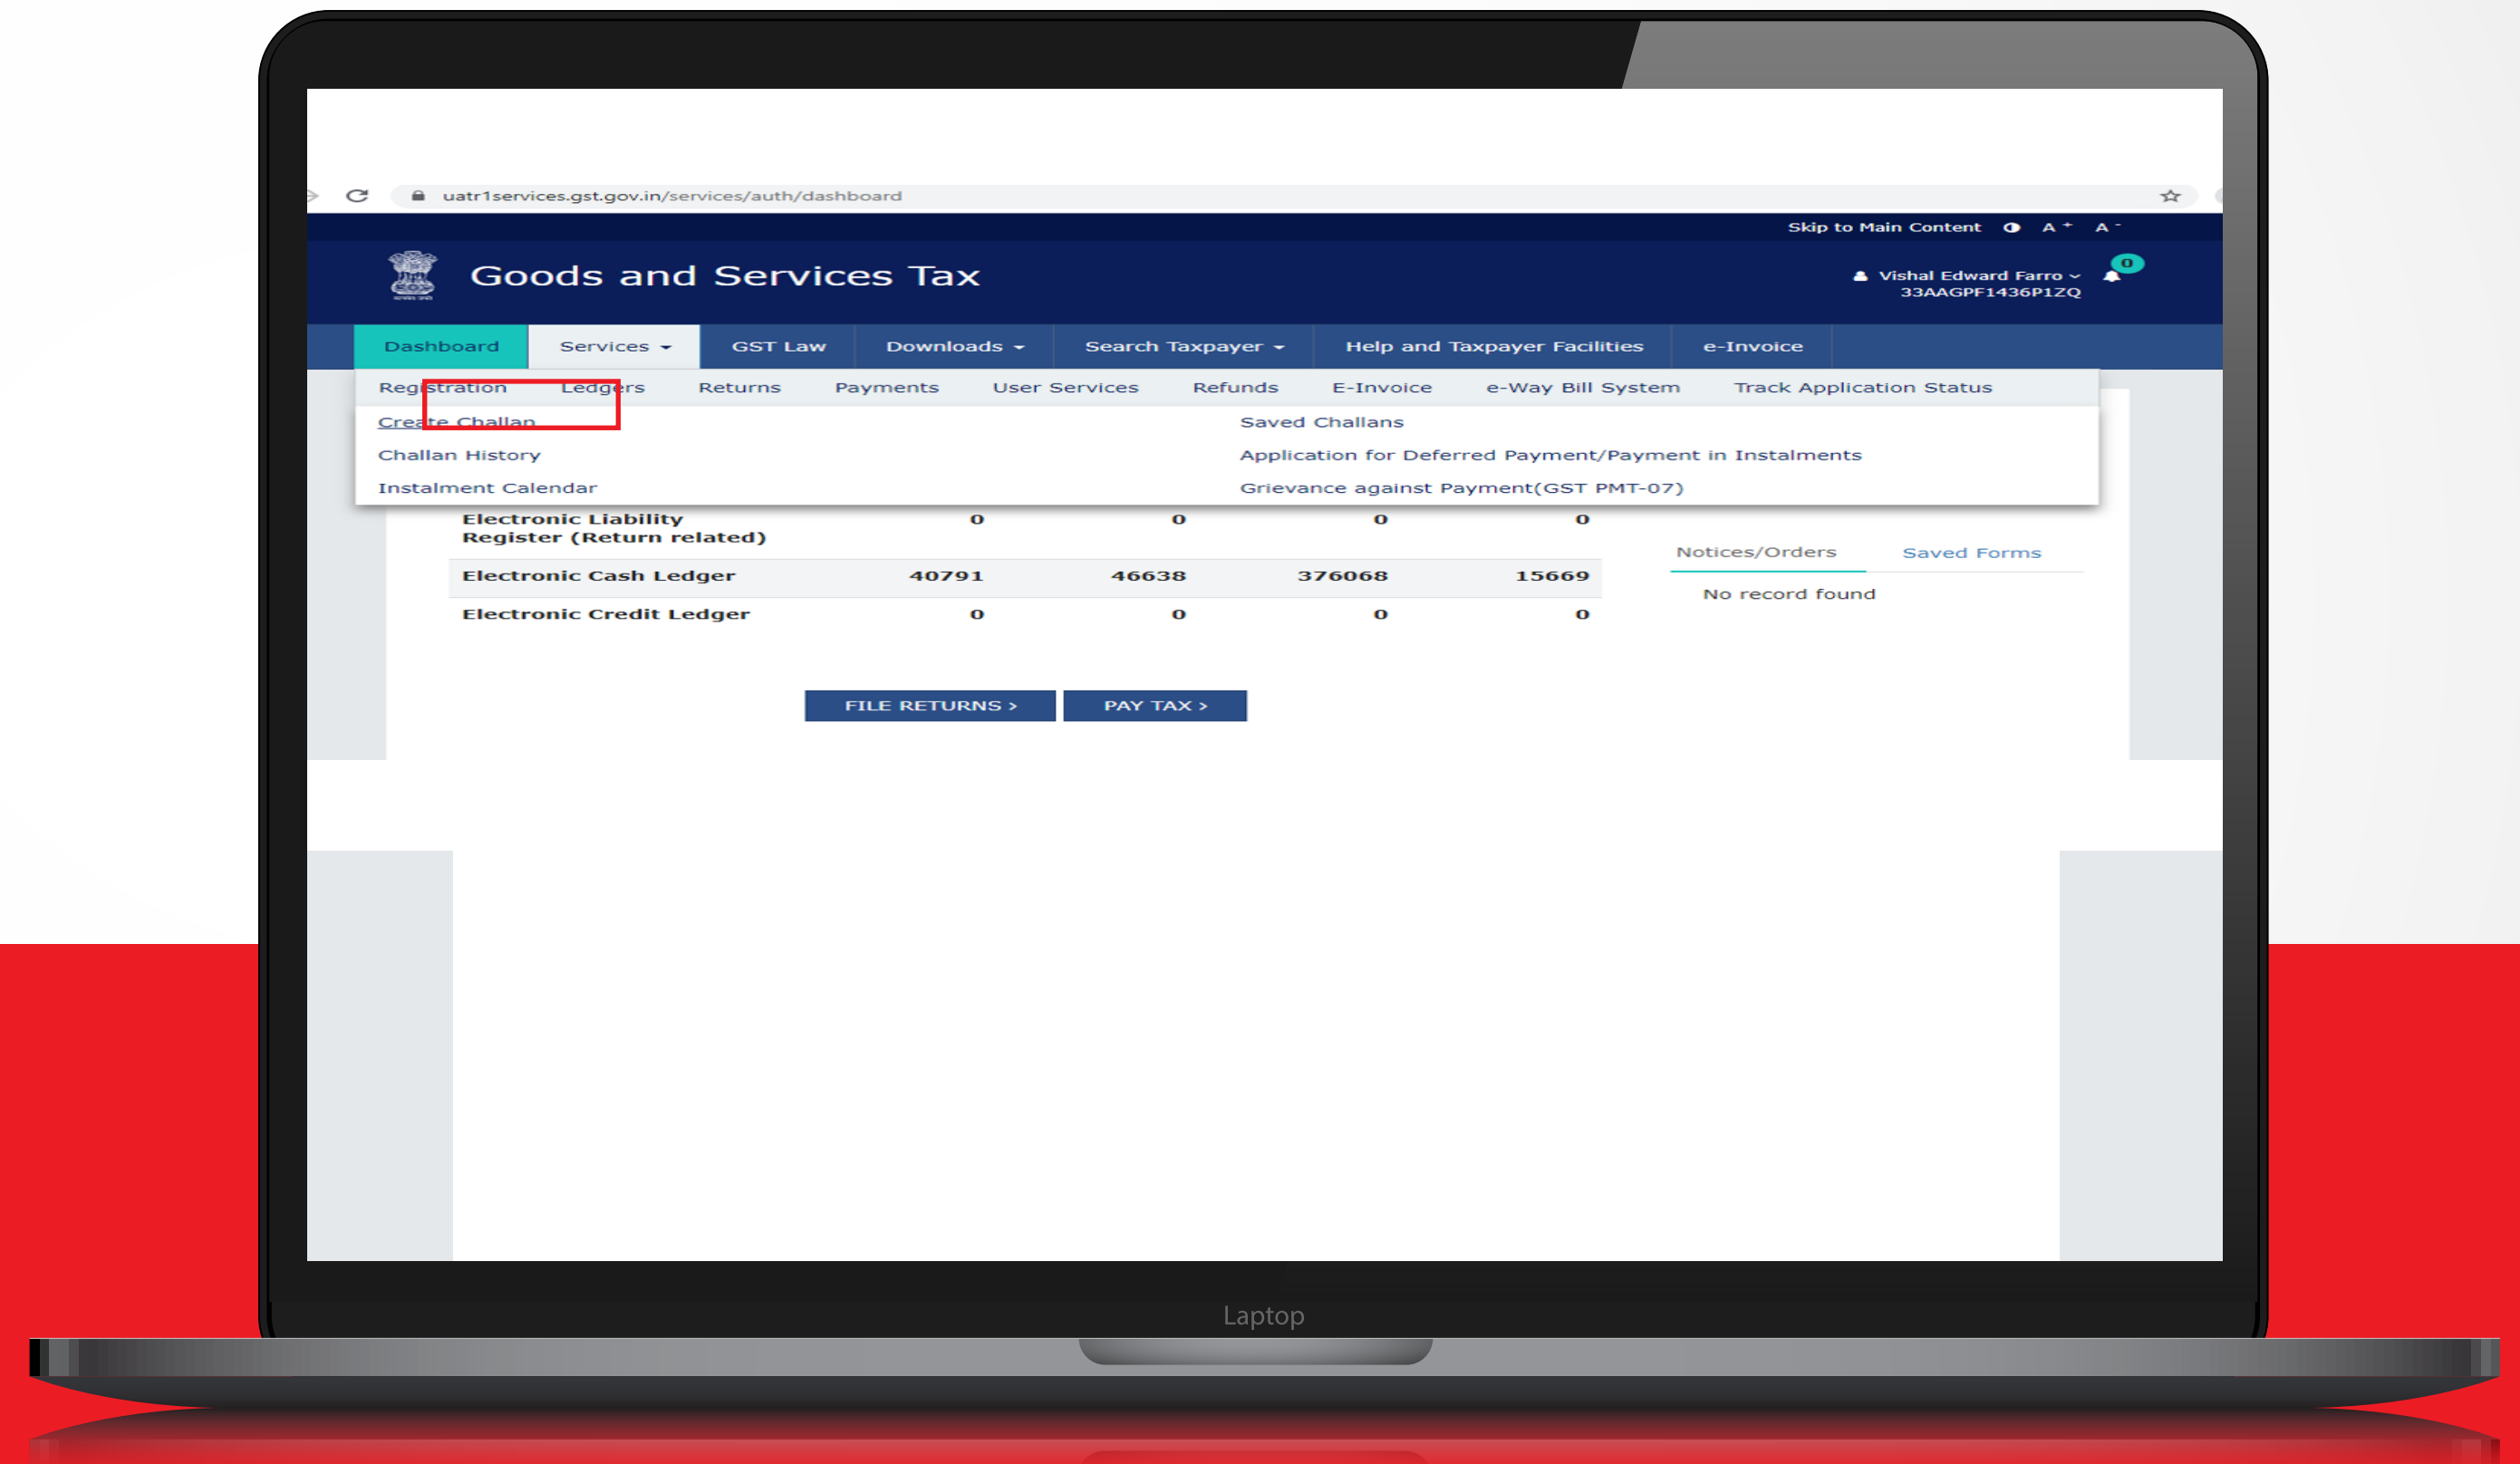 uatr1services.gst.gov.in/services/auth/dashboard
Skip to Main Content A+ A-
Goods and Services Tax
Vishal Edward Farro
0
33AAGPF1436P1ZQ
Dashboard Services GST Law Downloads Search Taxpayer Help and Taxpayer Facilities e-Invoice
Registration Ledgers Returns Payments User Services Refunds E-Invoice e-Way Bill System Track Application Status
Create Challan Saved Challans
Challan History Application for Deferred Payment/Payment in Instalments
Instalment Calendar Grievance against Payment(GST PMT-07)
Electronic Liability 0 0 0 0
Register (Return related)
Notices/Orders Saved Forms
Electronic Cash Ledger 40791 46638 376068 15669
No record found
Electronic Credit Ledger 0 0 0 0
FILE RETURNS > PAY TAX >
Laptop